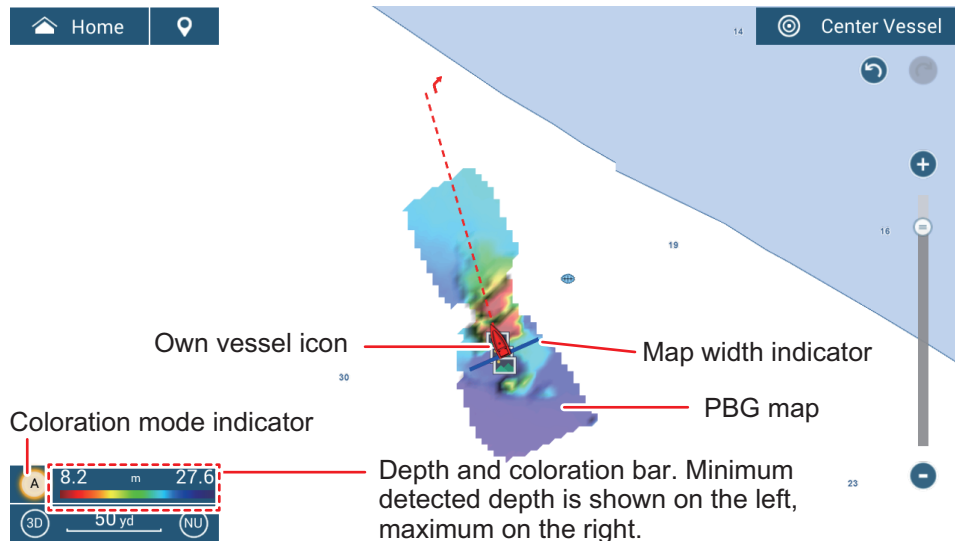 Home
14
Center Vessel
16
19
Own vessel icon
Map width indicator
30
PBG map
Coloration mode indicator
A
8.2 m 27.6
Depth and coloration bar. Minimum
detected depth is shown on the left,
maximum on the right.
23
3D
50 yd
NU